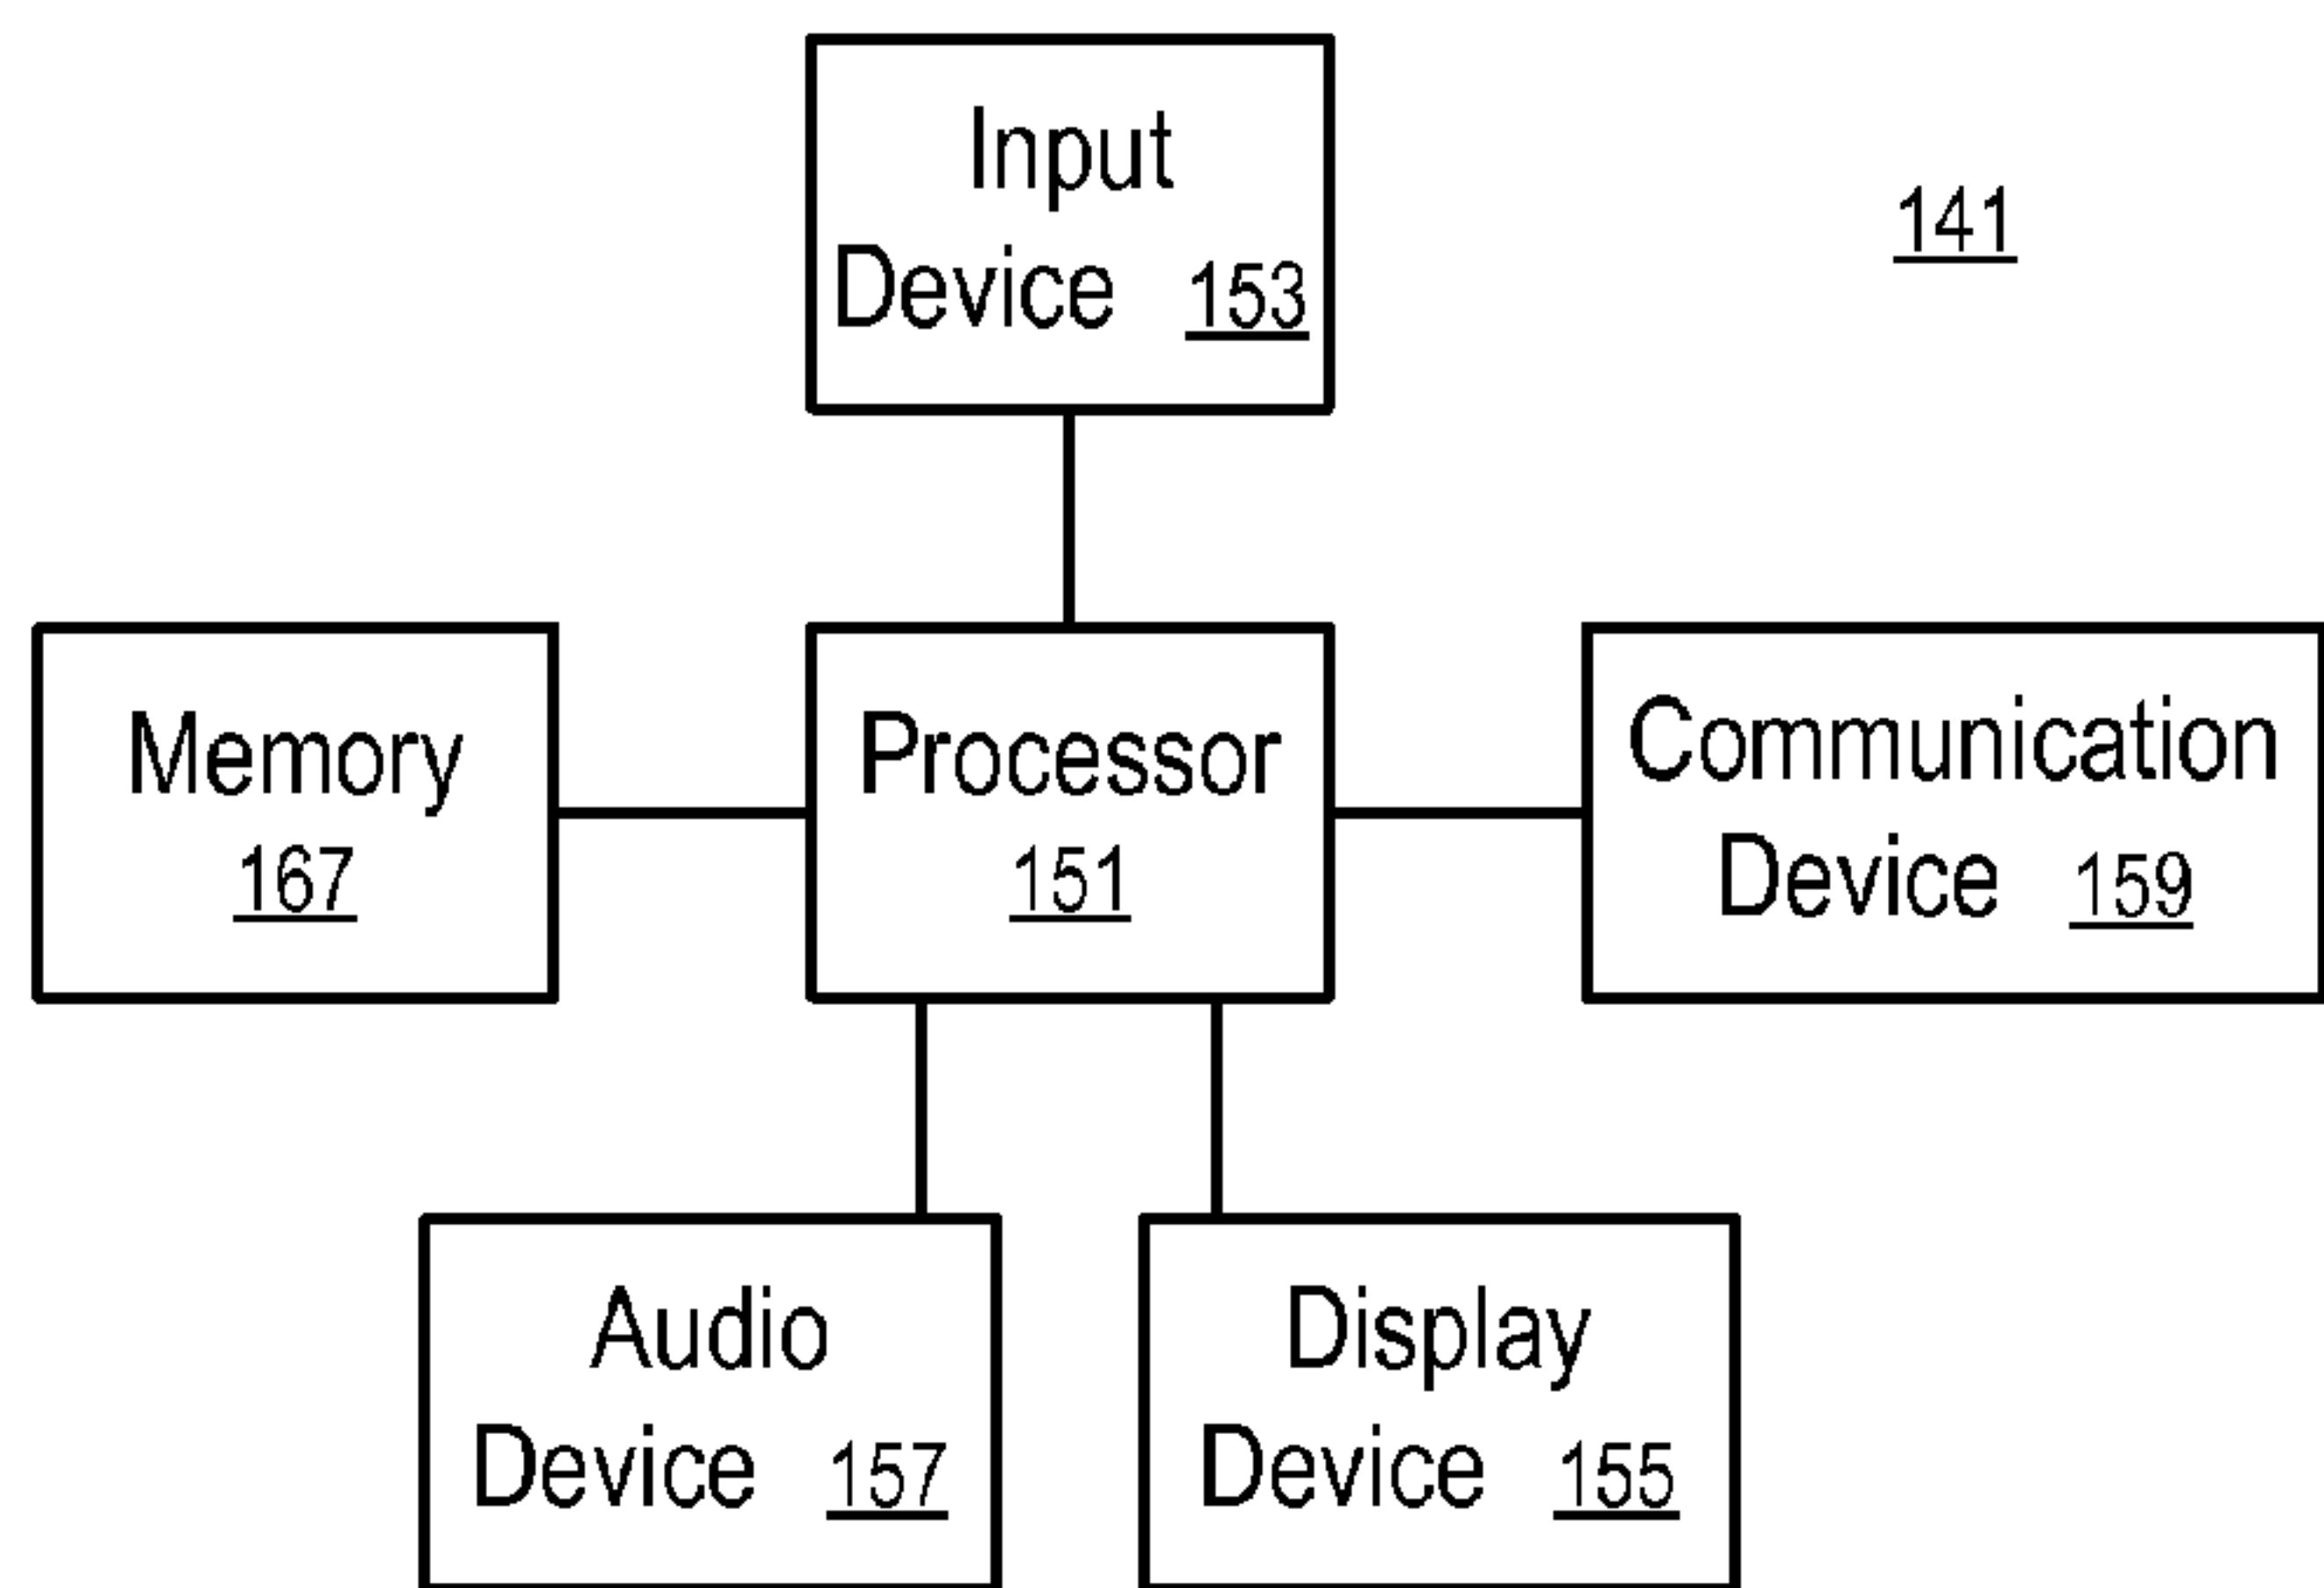 Input
Device 153
141
Memory
167
Processor
151
Communication
Device 159
Audio
Device 157
Display
Device 155